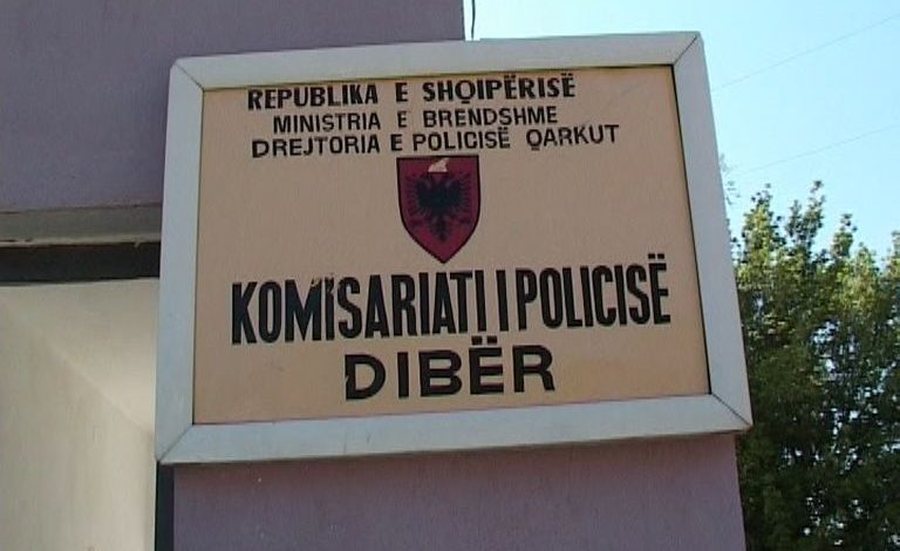 REPUBLIKA E SHQIPËRISË
MINISTRIA E BRENDSHME
DREJTORIA E POLICISË QARKUT
KOMISARIATI I POLICISË
DIBËR